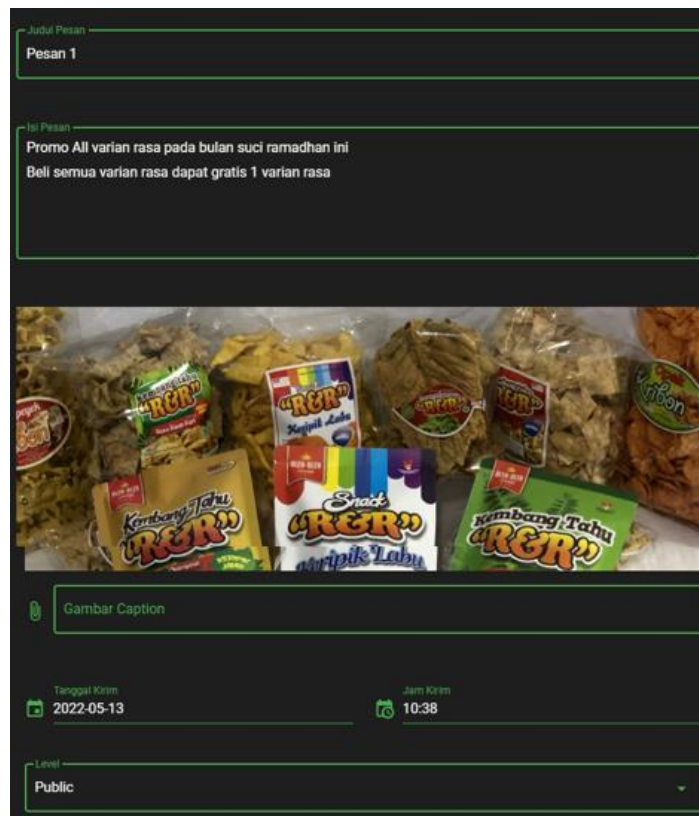 Judul Pesan
Pesan 1
Isi Pesan
Promo All varian rasa pada bulan suci ramadhan ini
Beli semua varian rasa dapat gratis 1 varian rasa
Kembang Tahu
"R&R"
"R&R"
Keripik Labu
"R&R"
"R&R"
Kembang Tahu
"R&R"
Snack
"R&R"
Keripik Labu
Kembang Tahu
"R&R"
Gambar Caption
Tanggal Kirim
2022-05-13
Jam Kirim
10:38
Level
Public